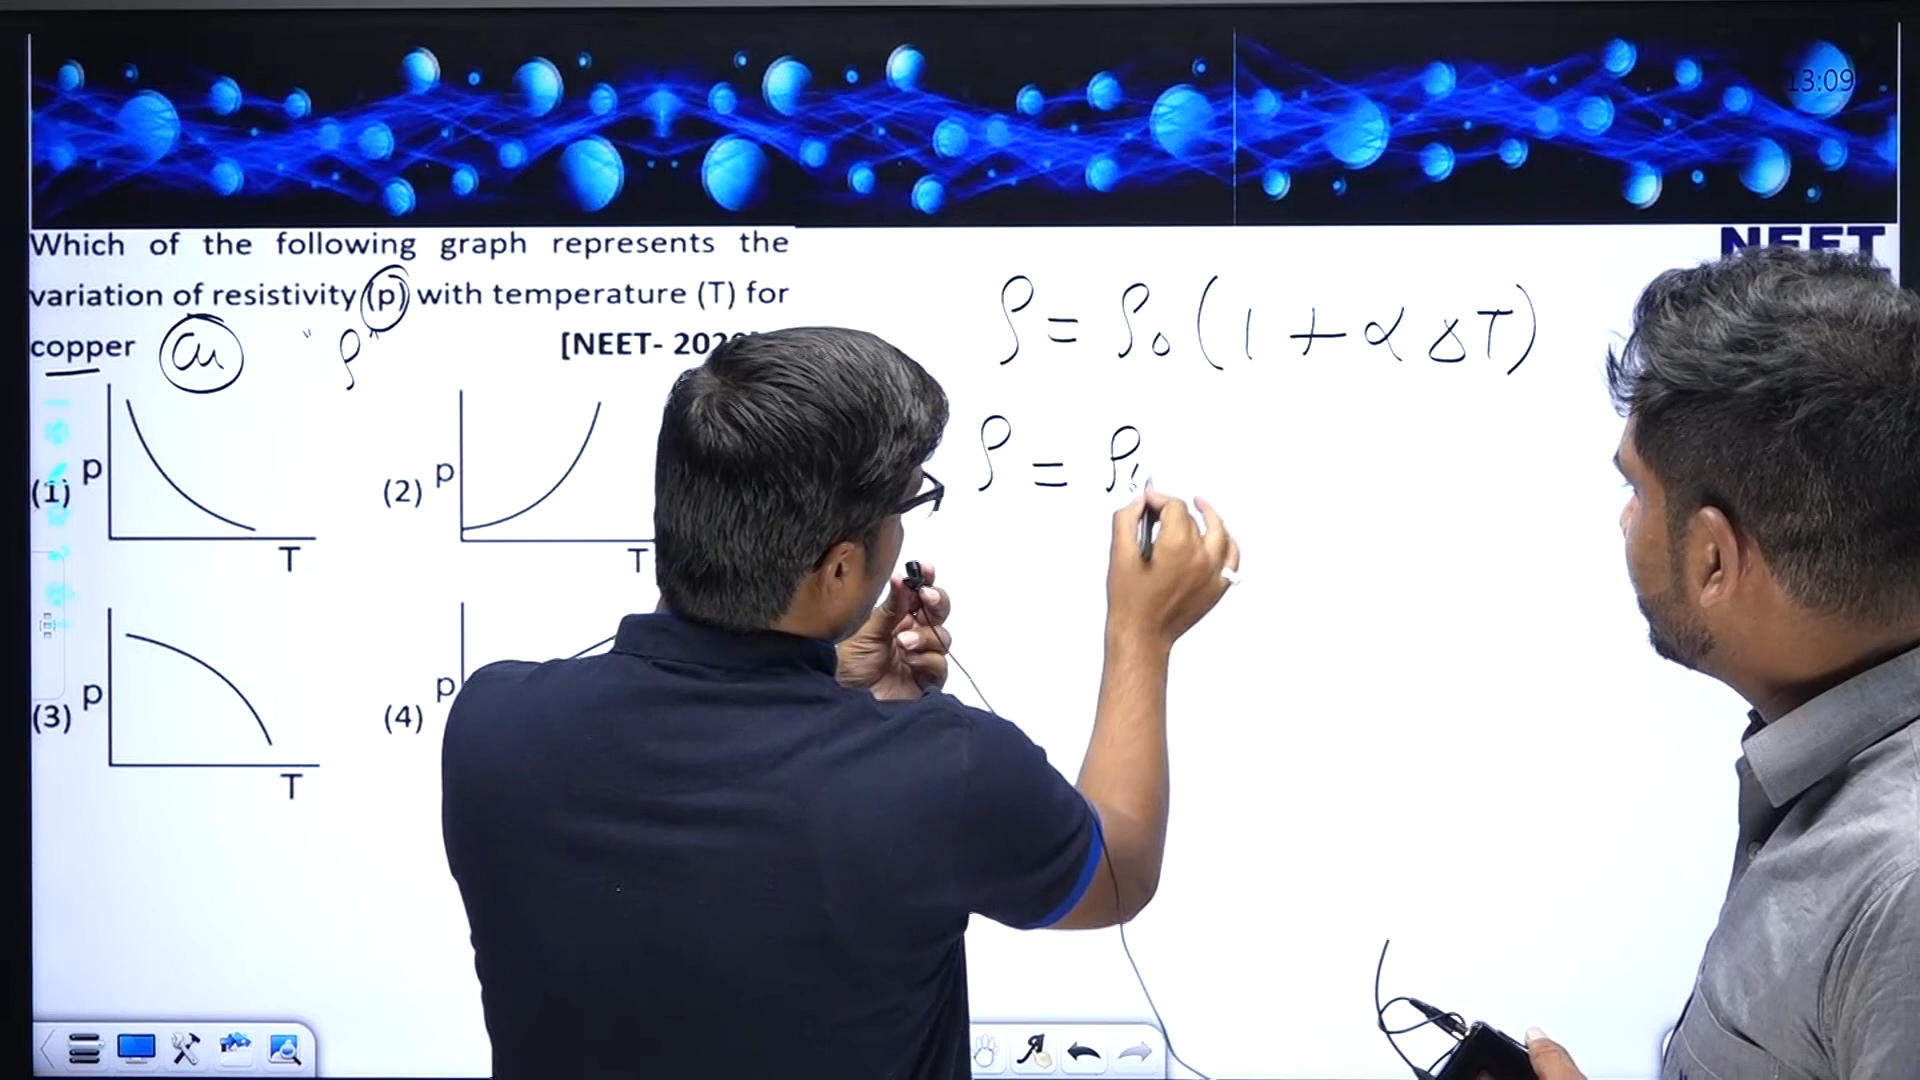 13:09
NEET
Which of the following graph represents the
variation of resistivity (p) with temperature (T) for
copper Cu "ρ" [NEET- 202
(1) p T
(2) p T
(3) p T
(4) p
ρ = ρ₀ (1 + α ΔT)
ρ = ρ